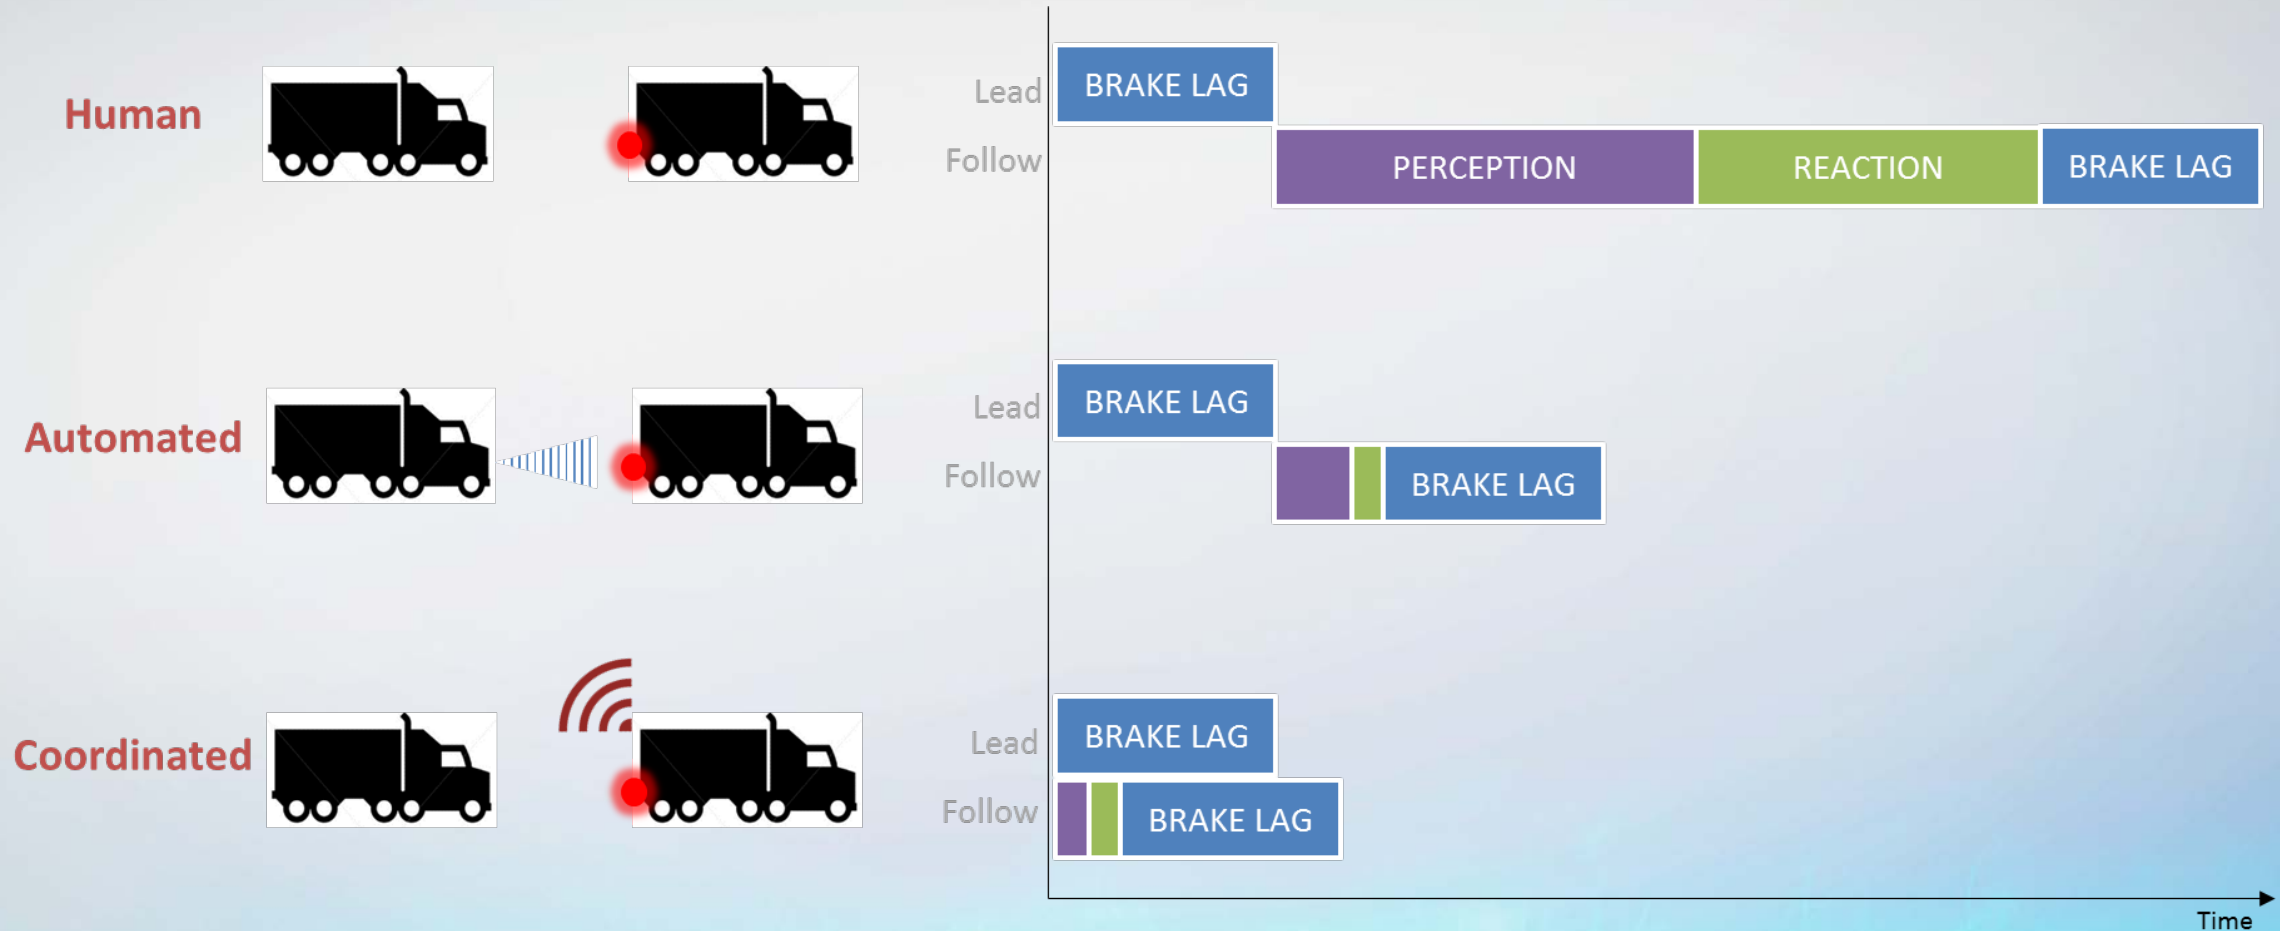 Human
Lead
BRAKE LAG
Follow
PERCEPTION
REACTION
BRAKE LAG
Automated
Lead
BRAKE LAG
Follow
BRAKE LAG
Coordinated
Lead
BRAKE LAG
Follow
BRAKE LAG
Time